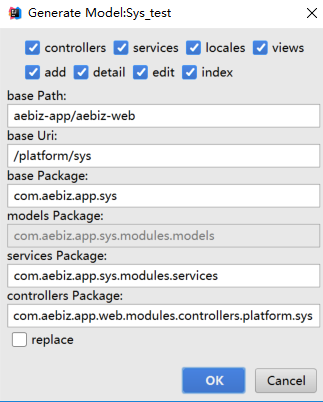 Generate Model:Sys_test
controllers services locales views
add detail edit index
base Path:
aebiz-app/aebiz-web
base Uri:
/platform/sys
base Package:
com.aebiz.app.sys
models Package:
com.aebiz.app.sys.modules.models
services Package:
com.aebiz.app.sys.modules.services
controllers Package:
com.aebiz.app.web.modules.controllers.platform.sys
replace
OK Cancel